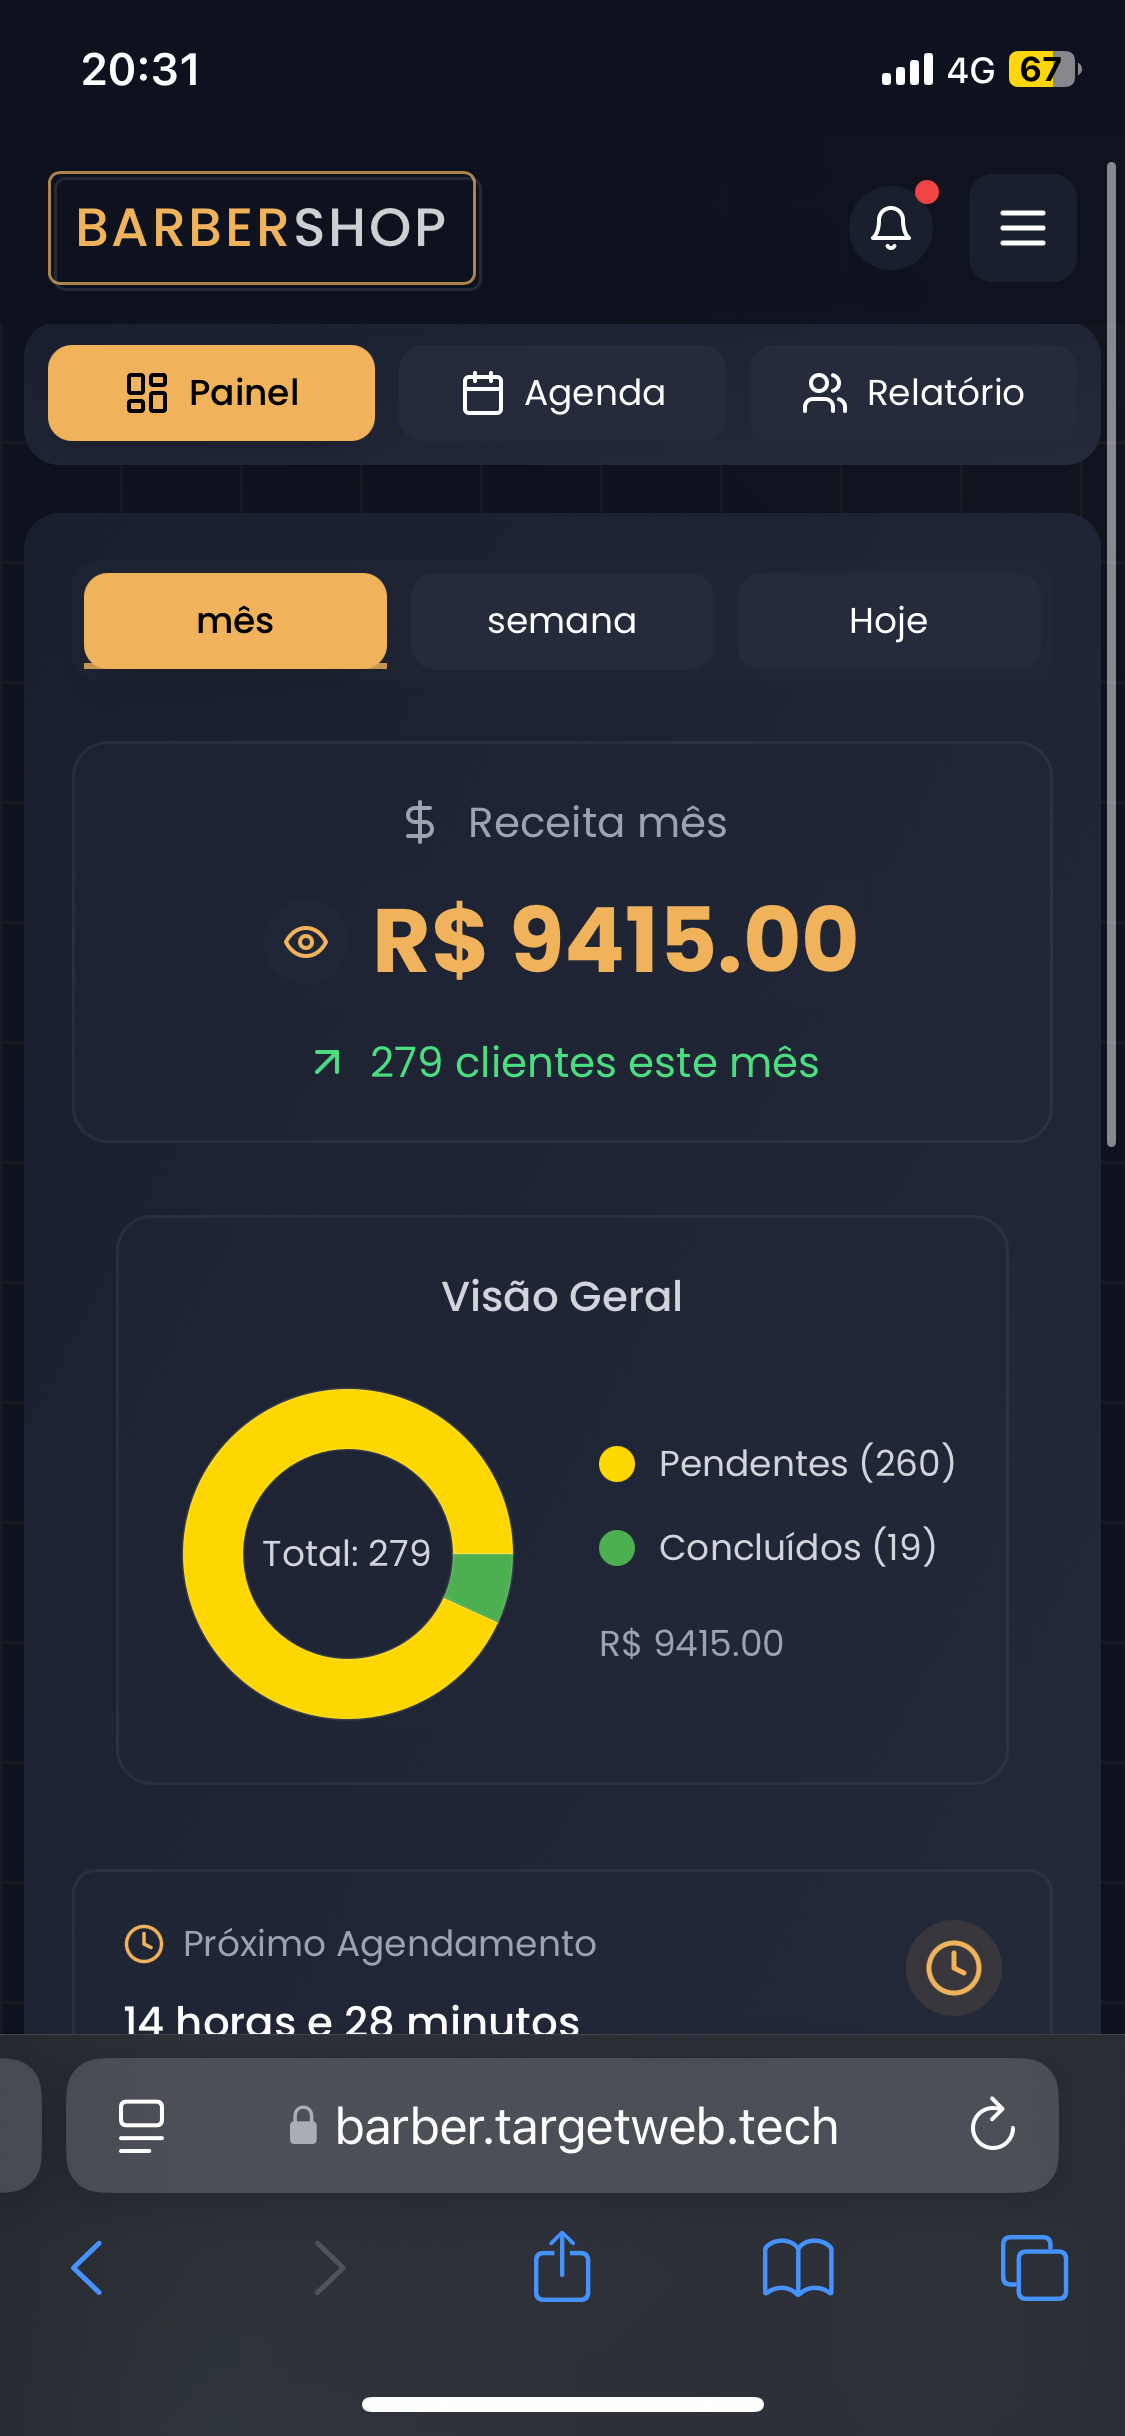 20:31
4G 67
BARBERSHOP
Painel
Agenda
Relatório
mês
semana
Hoje
Receita mês
R$ 9415.00
279 clientes este mês
Visão Geral
Total: 279
Pendentes (260)
Concluídos (19)
R$ 9415.00
Próximo Agendamento
14 horas e 28 minutos
barber.targetweb.tech